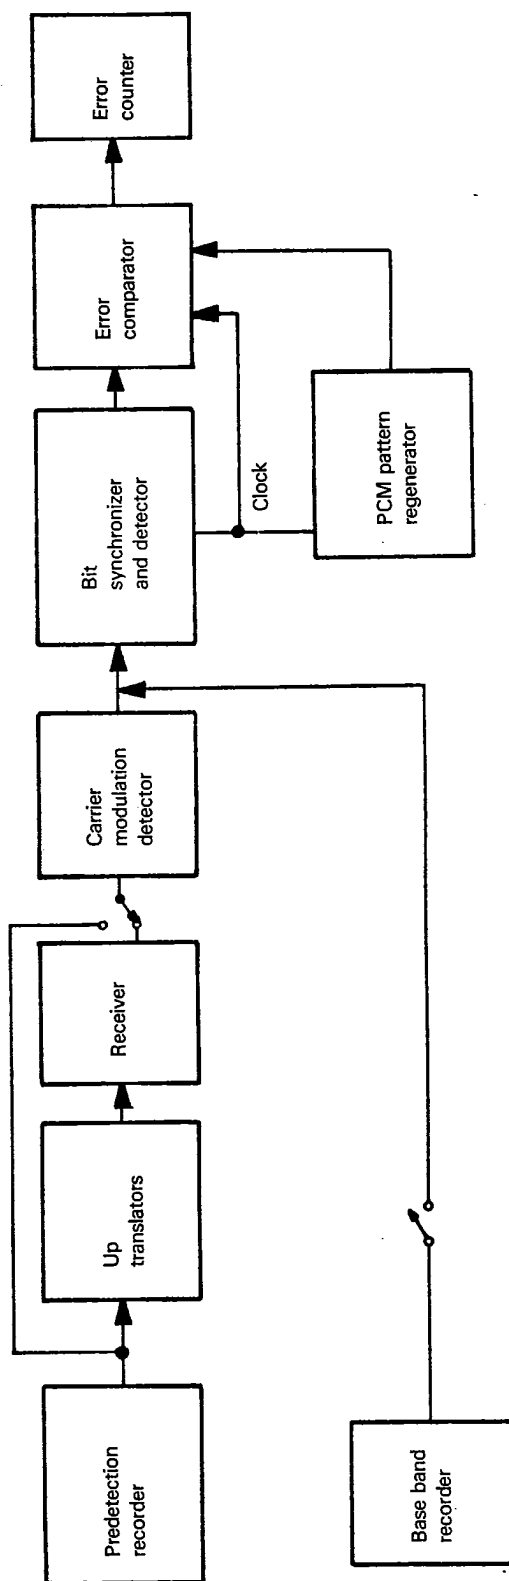 Predetection
recorder
Up
translators
Receiver
Carrier
modulation
detector
Bit
synchronizer
and detector
Error
comparator
Error
counter
Clock
PCM pattern
regenerator
Base band
recorder